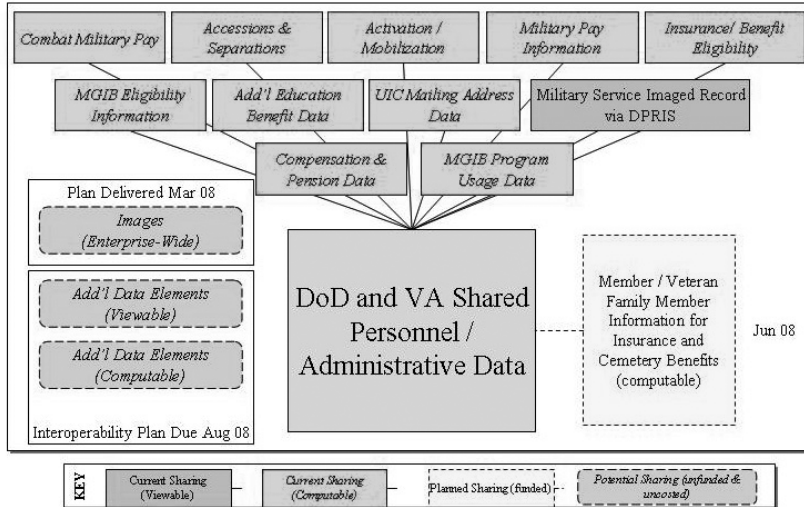 Combat Military Pay
Accessions &
Separations
Activation /
Mobilization
Military Pay
Information
Insurance/ Benefit
Eligibility
MGIB Eligibility
Information
Add'l Education
Benefit Data
UIC Mailing Address
Data
Military Service Imaged Record
via DPRIS
Compensation &
Pension Data
MGIB Program
Usage Data
Plan Delivered Mar 08
Images
(Enterprise-Wide)
Add'l Data Elements
(Viewable)
Add'l Data Elements
(Computable)
Interoperability Plan Due Aug 08
DoD and VA Shared
Personnel /
Administrative Data
Member / Veteran
Family Member
Information for
Insurance and
Cemetery Benefits
(computable)
Jun 08
KEY
Current Sharing
(Viewable)
Current Sharing
(Computable)
Planned Sharing (funded)
Potential Sharing (unfunded &
uncosted)